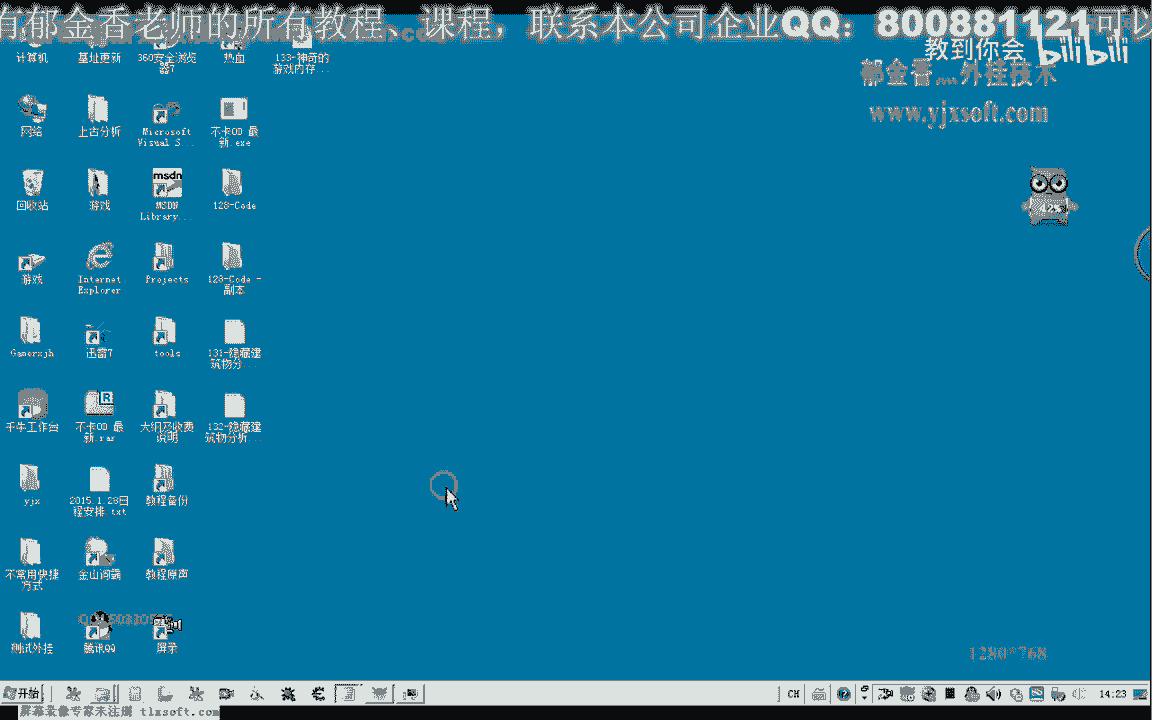 有郁金香老师的所有教程、课程，联系本公司企业QQ：800881121可以
教到你会
bilibili
郁金香灬外挂技术
www.yjxsoft.com
计算机
基址更新
360安全浏览
器7
热血
133-神奇的
游戏内存...
网络
上古分析
Microsoft
Visual S...
不卡OD 最
新.exe
回收站
游戏
msdn
MSDN
Library...
128-Code
42%
游戏
Internet
Explorer
Projects
128-Code -
副本
Gamerxjh
迅雷7
tools
131-隐藏建
筑物分...
千牛工作台
不卡OD 最
新.rar
大纲及收费
说明
132-隐藏建
筑物分析...
yjx
2015.1.28日
程安排.txt
教程备份
不常用快捷
方式
金山词霸
教程原声
测试外挂
腾讯QQ
屏录
1280*768
开始
CH
14:23
屏幕录像专家未注册 tlxsoft.com